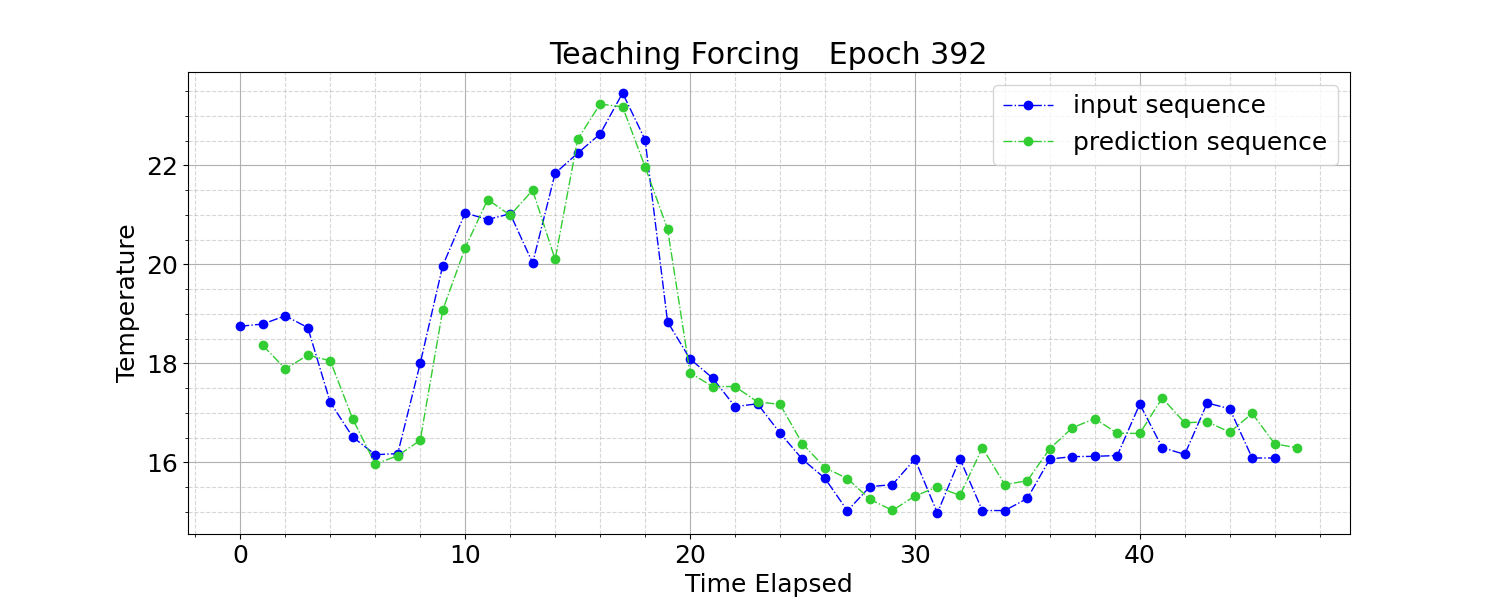 Teaching Forcing   Epoch 392
input sequence
prediction sequence
Temperature
22
20
18
16
0 10 20 30 40
Time Elapsed